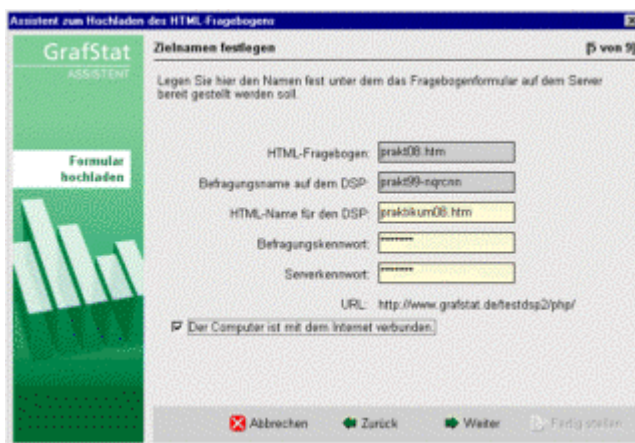 Assistent zum Hochladen des HTML-Fragebogens
GrafStat
ASSISTENT
Formular
hochladen
Zielnamen festlegen
[5 von 9]
Legen Sie hier den Namen fest unter dem das Fragebogenformular auf dem Server
bereit gestellt werden soll.
HTML-Fragebogen: prakt08.htm
Befragungsname auf dem DSP: prakt99-nqrcnn
HTML-Name für den DSP: praktikum08.htm
Befragungskennwort: *******
Serverkennwort: *******
URL: http://www.grafstat.de/testdsp2/php/
Der Computer ist mit dem Internet verbunden.
Abbrechen Zurück Weiter Fertig stellen